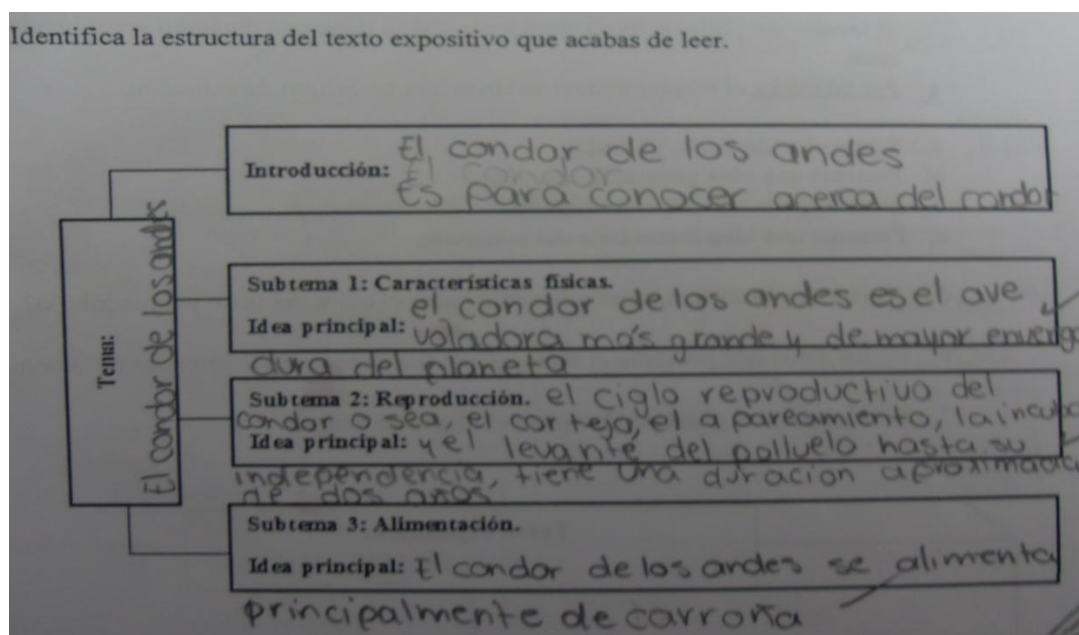 Identifica la estructura del texto expositivo que acabas de leer.
Introducción: El condor de los andes
Es para conocer acerca del condor
Tema: El condor de los andes
Subtema 1: Características físicas.
el condor de los andes es el ave
Idea principal: voladora más grande y de mayor enverga
dura del planeta
Subtema 2: Reproducción. el ciglo reproductivo del
condor o sea, el cortejo, el apareamiento, la incuba
Idea principal: y el levante del polluelo hasta su
independencia, tiene una duracion aproximada
de dos años
Subtema 3: Alimentación.
Idea principal: El condor de los andes se alimenta
principalmente de carroña